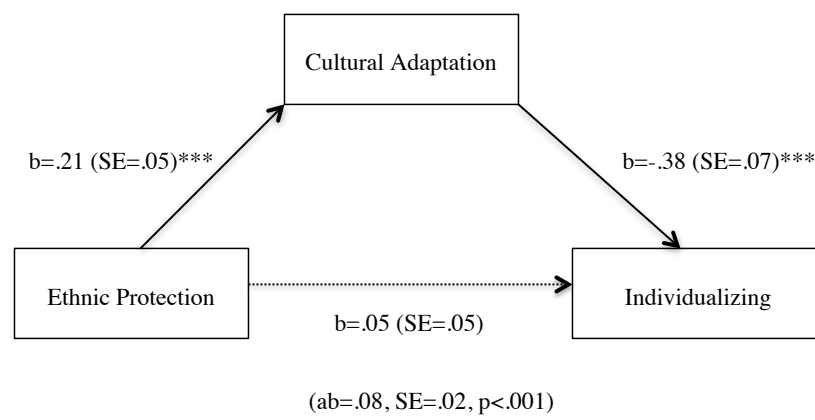 Cultural Adaptation
b=.21 (SE=.05)***
b=-.38 (SE=.07)***
Ethnic Protection
Individualizing
b=.05 (SE=.05)
(ab=.08, SE=.02, p<.001)